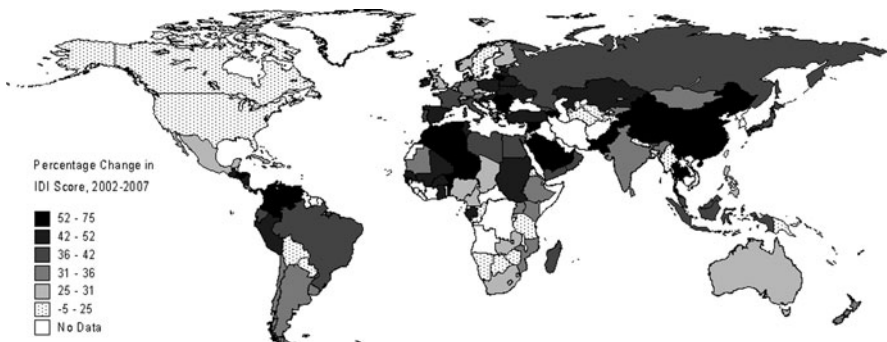 Percentage Change in
IDI Score, 2002-2007
52 - 75
42 - 52
36 - 42
31 - 36
25 - 31
-5 - 25
No Data